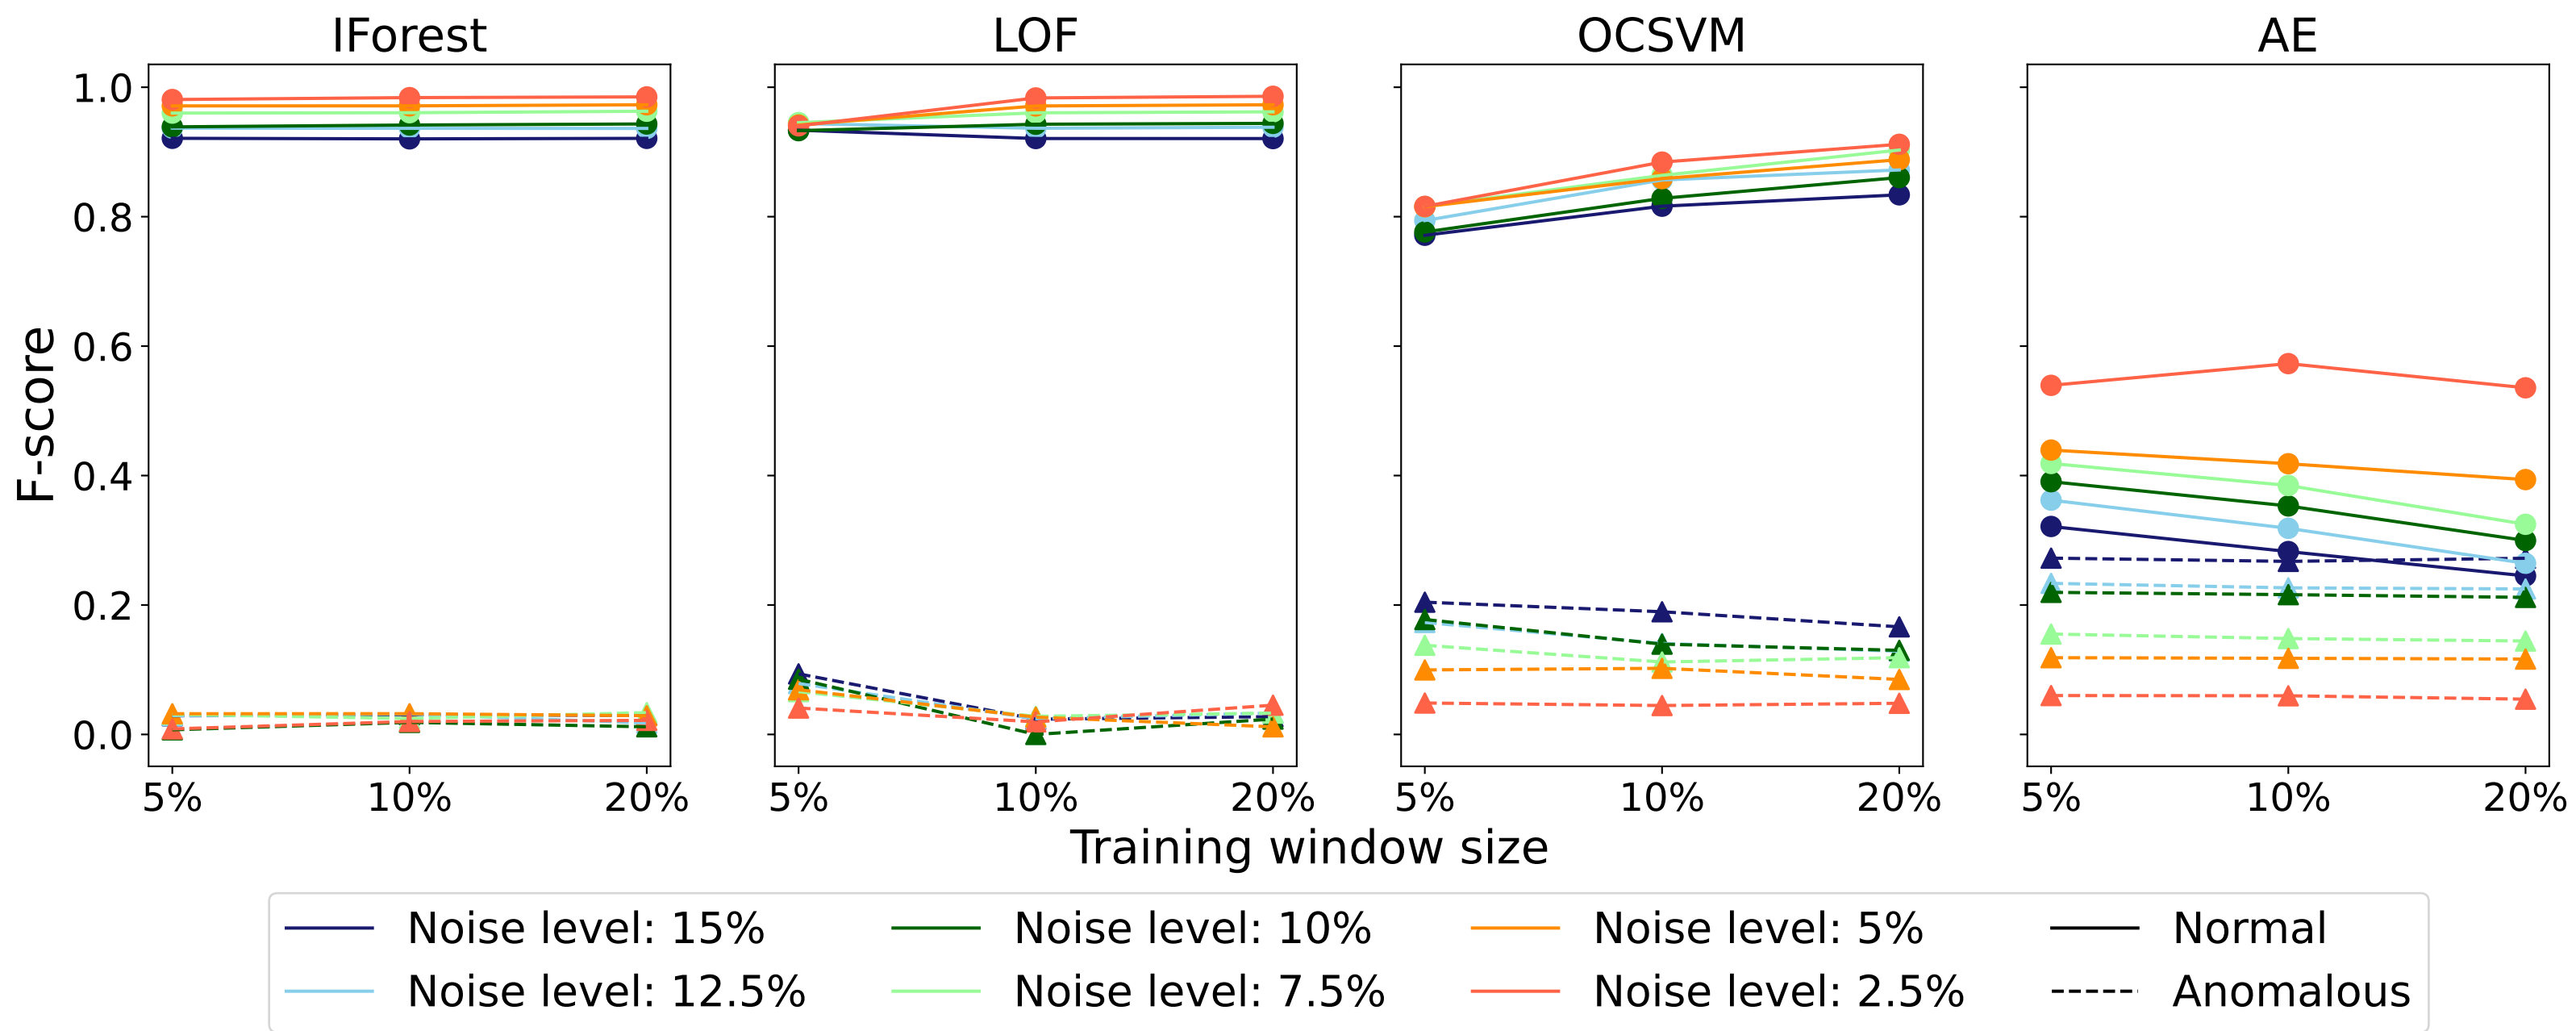 IForest LOF OCSVM AE
F-score
1.0
0.8
0.6
0.4
0.2
0.0
5% 10% 20% 5% 10% 20% 5% 10% 20% 5% 10% 20%
Training window size
Noise level: 15% Noise level: 10% Noise level: 5% Normal
Noise level: 12.5% Noise level: 7.5% Noise level: 2.5% Anomalous